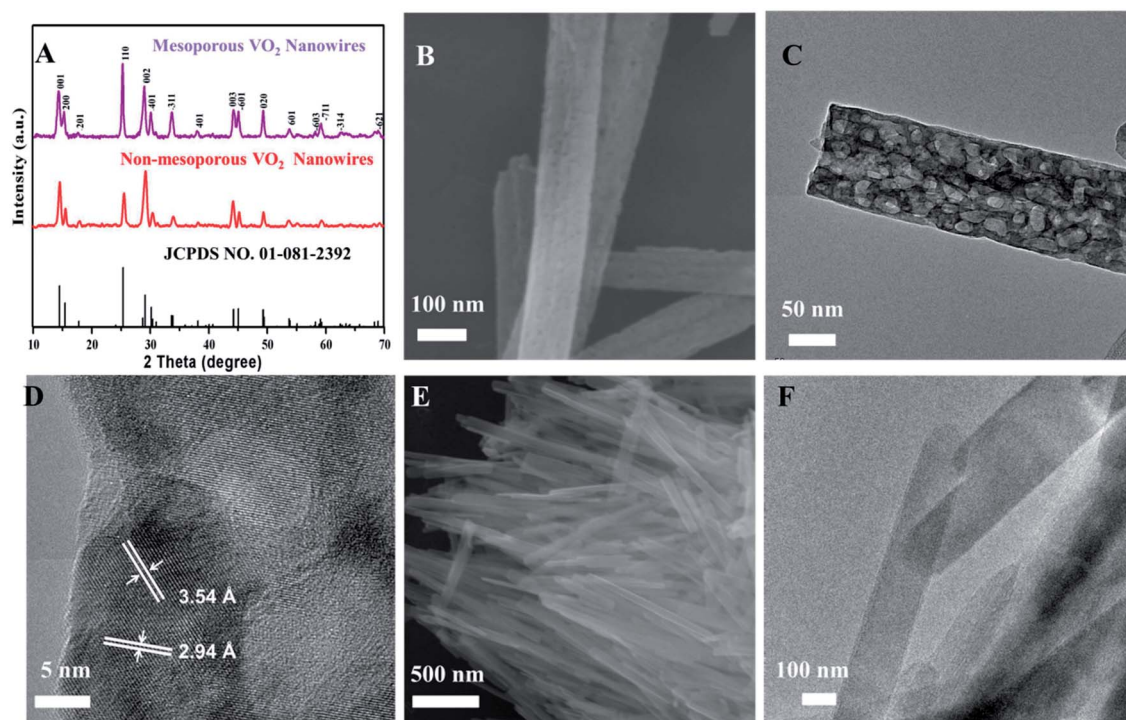 A
Mesoporous VO2 Nanowires
001
200
-201
110
002
401
-311
401
003
-601
020
601
-603
-711
-314
-621
Non-mesoporous VO2 Nanowires
JCPDS NO. 01-081-2392
Intensity (a.u.)
10 20 30 40 50 60 70
2 Theta (degree)
B
100 nm
C
50 nm
D
3.54 Å
2.94 Å
5 nm
E
500 nm
F
100 nm